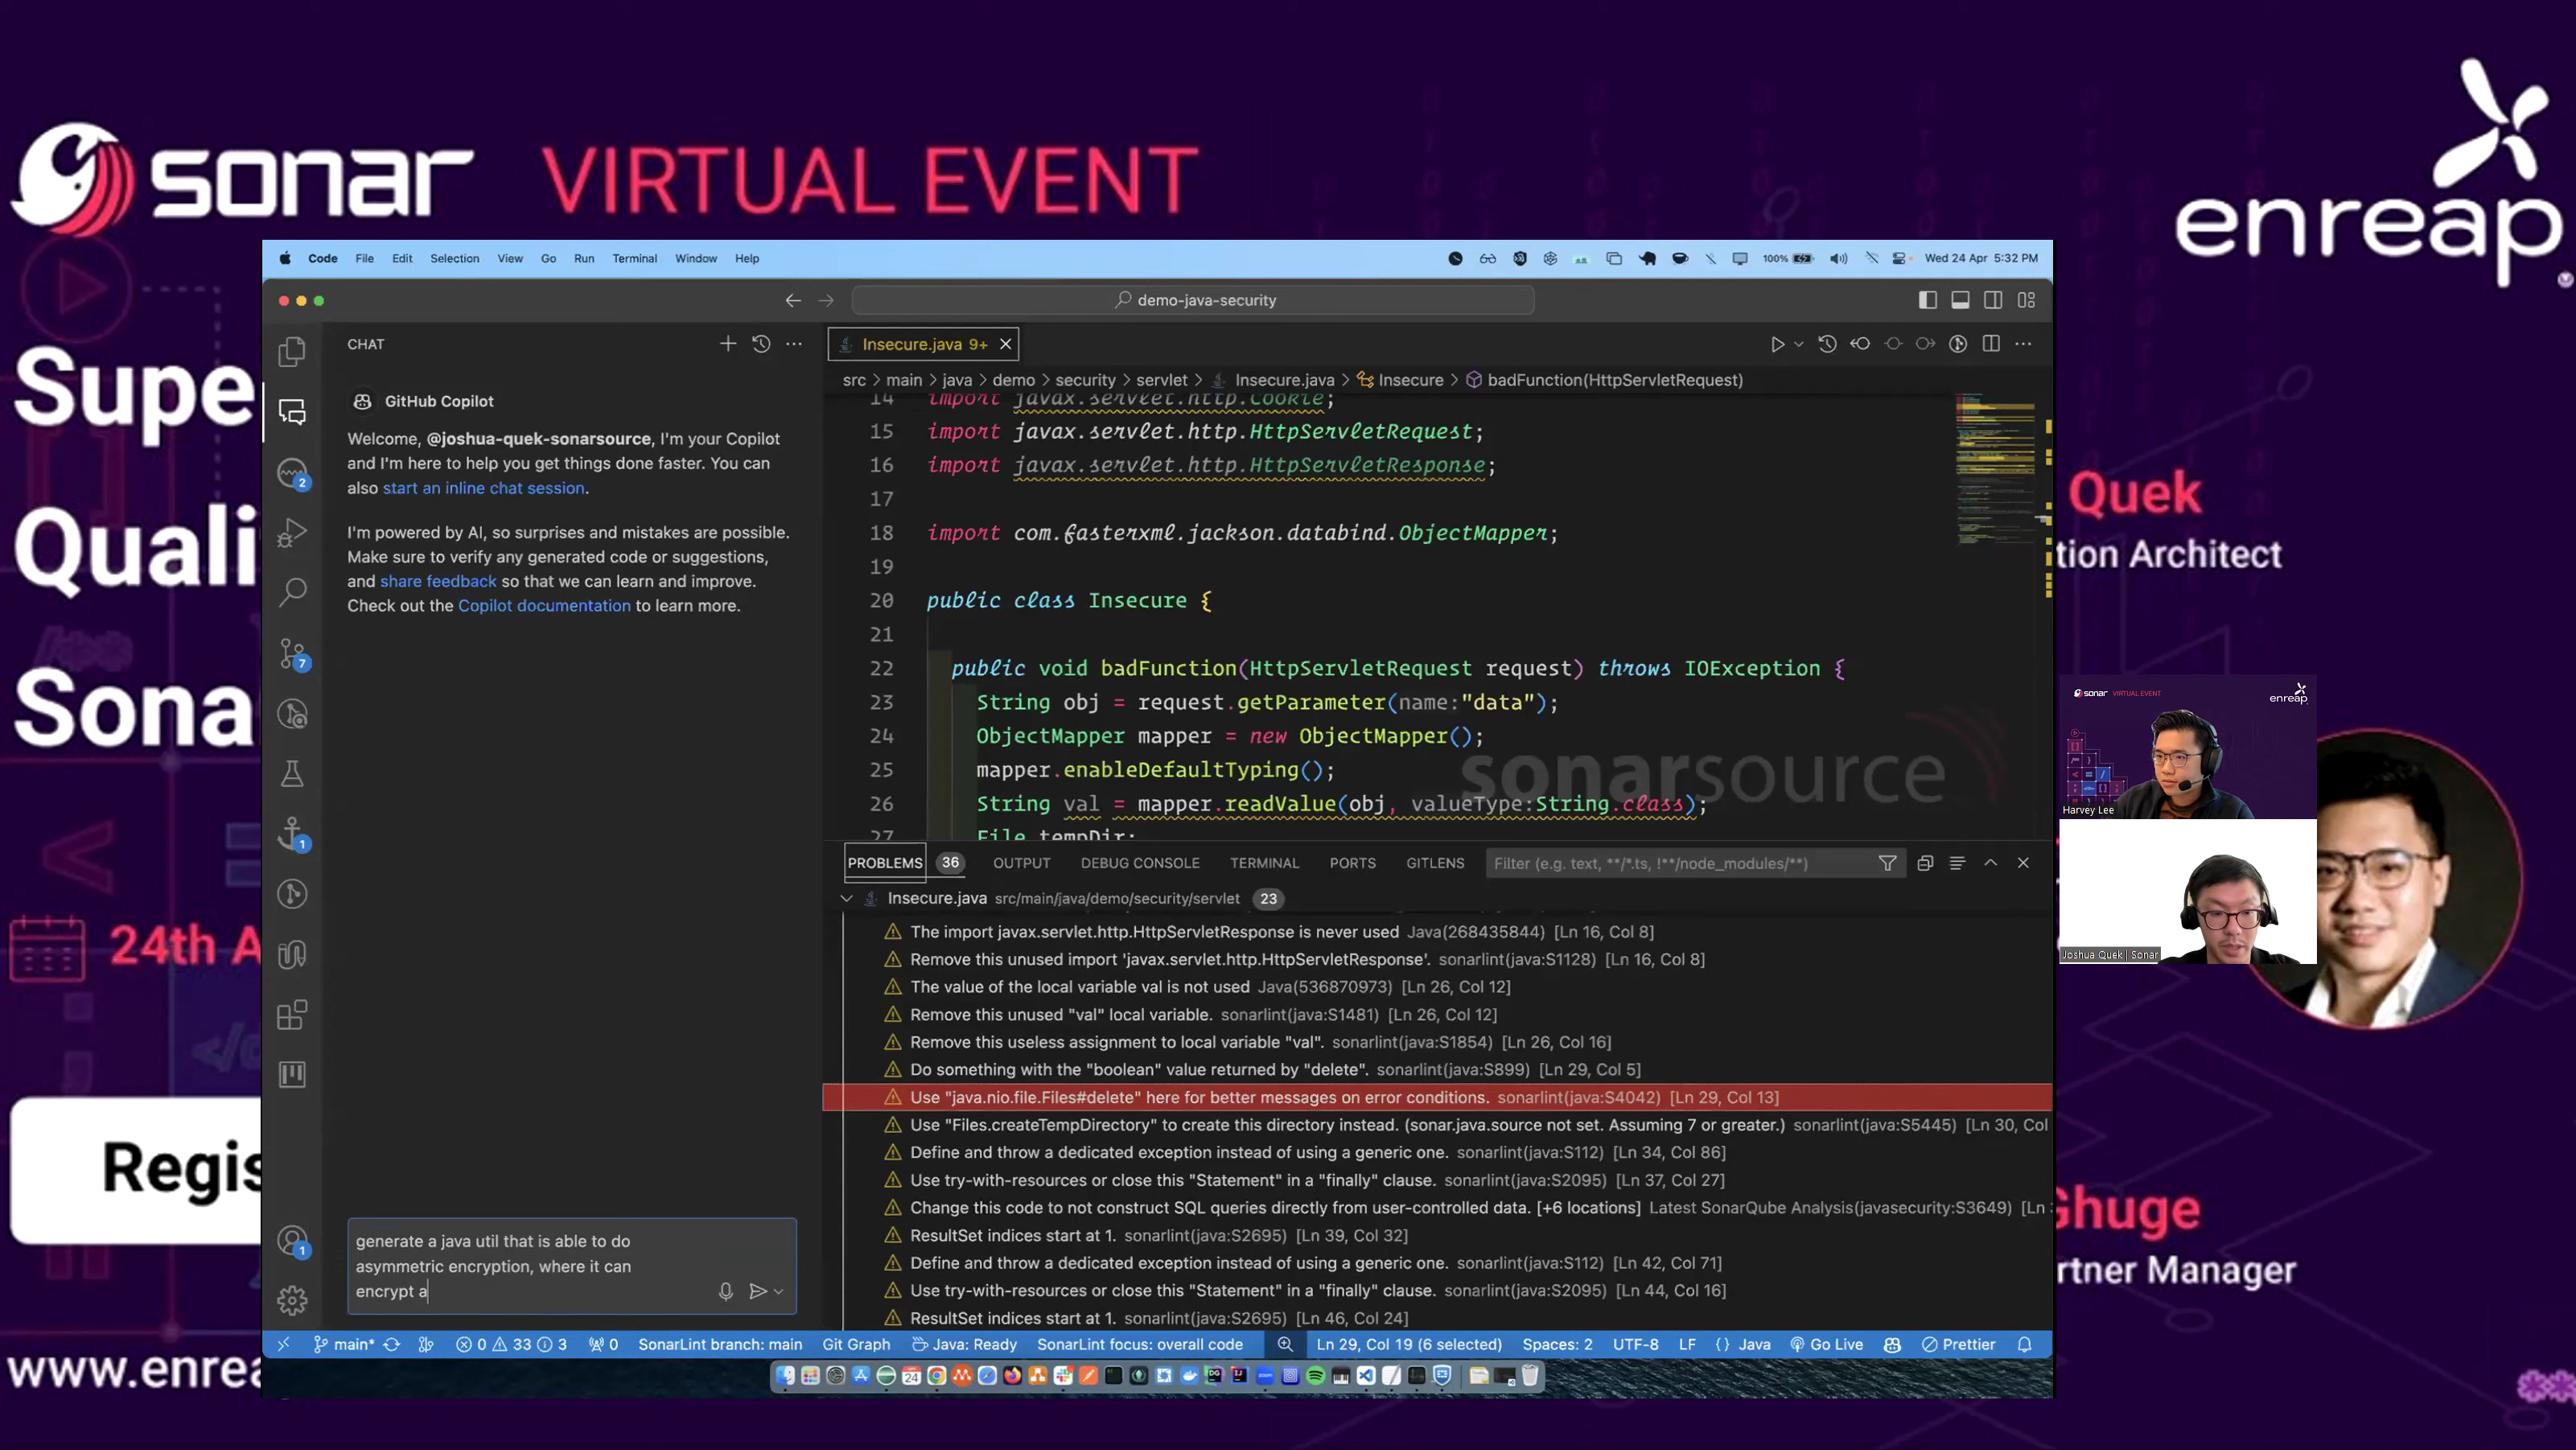 sonar VIRTUAL EVENT
enreap
Supe
Quali
Sona
24th A
Regis
www.enrea
Quek
tion Architect
Ghuge
rtner Manager
Code File Edit Selection View Go Run Terminal Window Help
100% Wed 24 Apr 5:32 PM
demo-java-security
CHAT
GitHub Copilot
Welcome, @joshua-quek-sonarsource, I'm your Copilot
and I'm here to help you get things done faster. You can
also start an inline chat session.
I'm powered by AI, so surprises and mistakes are possible.
Make sure to verify any generated code or suggestions,
and share feedback so that we can learn and improve.
Check out the Copilot documentation to learn more.
2
7
1
1
generate a java util that is able to do
asymmetric encryption, where it can
encrypt a
Insecure.java 9+
src > main > java > demo > security > servlet > Insecure.java > Insecure > badFunction(HttpServletRequest)
14 import javax.servlet.http.Cookie;
15 import javax.servlet.http.HttpServletRequest;
16 import javax.servlet.http.HttpServletResponse;
17
18 import com.fasterxml.jackson.databind.ObjectMapper;
19
20 public class Insecure {
21
22 public void badFunction(HttpServletRequest request) throws IOException {
23 String obj = request.getParameter(name:"data");
24 ObjectMapper mapper = new ObjectMapper();
25 mapper.enableDefaultTyping();
26 String val = mapper.readValue(obj, valueType:String.class);
27 File tempDir;
sonarsource
PROBLEMS 36 OUTPUT DEBUG CONSOLE TERMINAL PORTS GITLENS Filter (e.g. text, **/*.ts, !**/node_modules/**)
Insecure.java src/main/java/demo/security/servlet 23
The import javax.servlet.http.HttpServletResponse is never used Java(268435844) [Ln 16, Col 8]
Remove this unused import 'javax.servlet.http.HttpServletResponse'. sonarlint(java:S1128) [Ln 16, Col 8]
The value of the local variable val is not used Java(536870973) [Ln 26, Col 12]
Remove this unused "val" local variable. sonarlint(java:S1481) [Ln 26, Col 12]
Remove this useless assignment to local variable "val". sonarlint(java:S1854) [Ln 26, Col 16]
Do something with the "boolean" value returned by "delete". sonarlint(java:S899) [Ln 29, Col 5]
Use "java.nio.file.Files#delete" here for better messages on error conditions. sonarlint(java:S4042) [Ln 29, Col 13]
Use "Files.createTempDirectory" to create this directory instead. (sonar.java.source not set. Assuming 7 or greater.) sonarlint(java:S5445) [Ln 30, Col
Define and throw a dedicated exception instead of using a generic one. sonarlint(java:S112) [Ln 34, Col 86]
Use try-with-resources or close this "Statement" in a "finally" clause. sonarlint(java:S2095) [Ln 37, Col 27]
Change this code to not construct SQL queries directly from user-controlled data. [+6 locations] Latest SonarQube Analysis(javasecurity:S3649) [Ln
ResultSet indices start at 1. sonarlint(java:S2695) [Ln 39, Col 32]
Define and throw a dedicated exception instead of using a generic one. sonarlint(java:S112) [Ln 42, Col 71]
Use try-with-resources or close this "Statement" in a "finally" clause. sonarlint(java:S2095) [Ln 44, Col 16]
ResultSet indices start at 1. sonarlint(java:S2695) [Ln 46, Col 24]
main* 0 33 3 0 SonarLint branch: main Git Graph Java: Ready SonarLint focus: overall code Ln 29, Col 19 (6 selected) Spaces: 2 UTF-8 LF {} Java Go Live Prettier
24
zoom
sonar VIRTUAL EVENT
enreap
Harvey Lee
Joshua Quek | Sonar